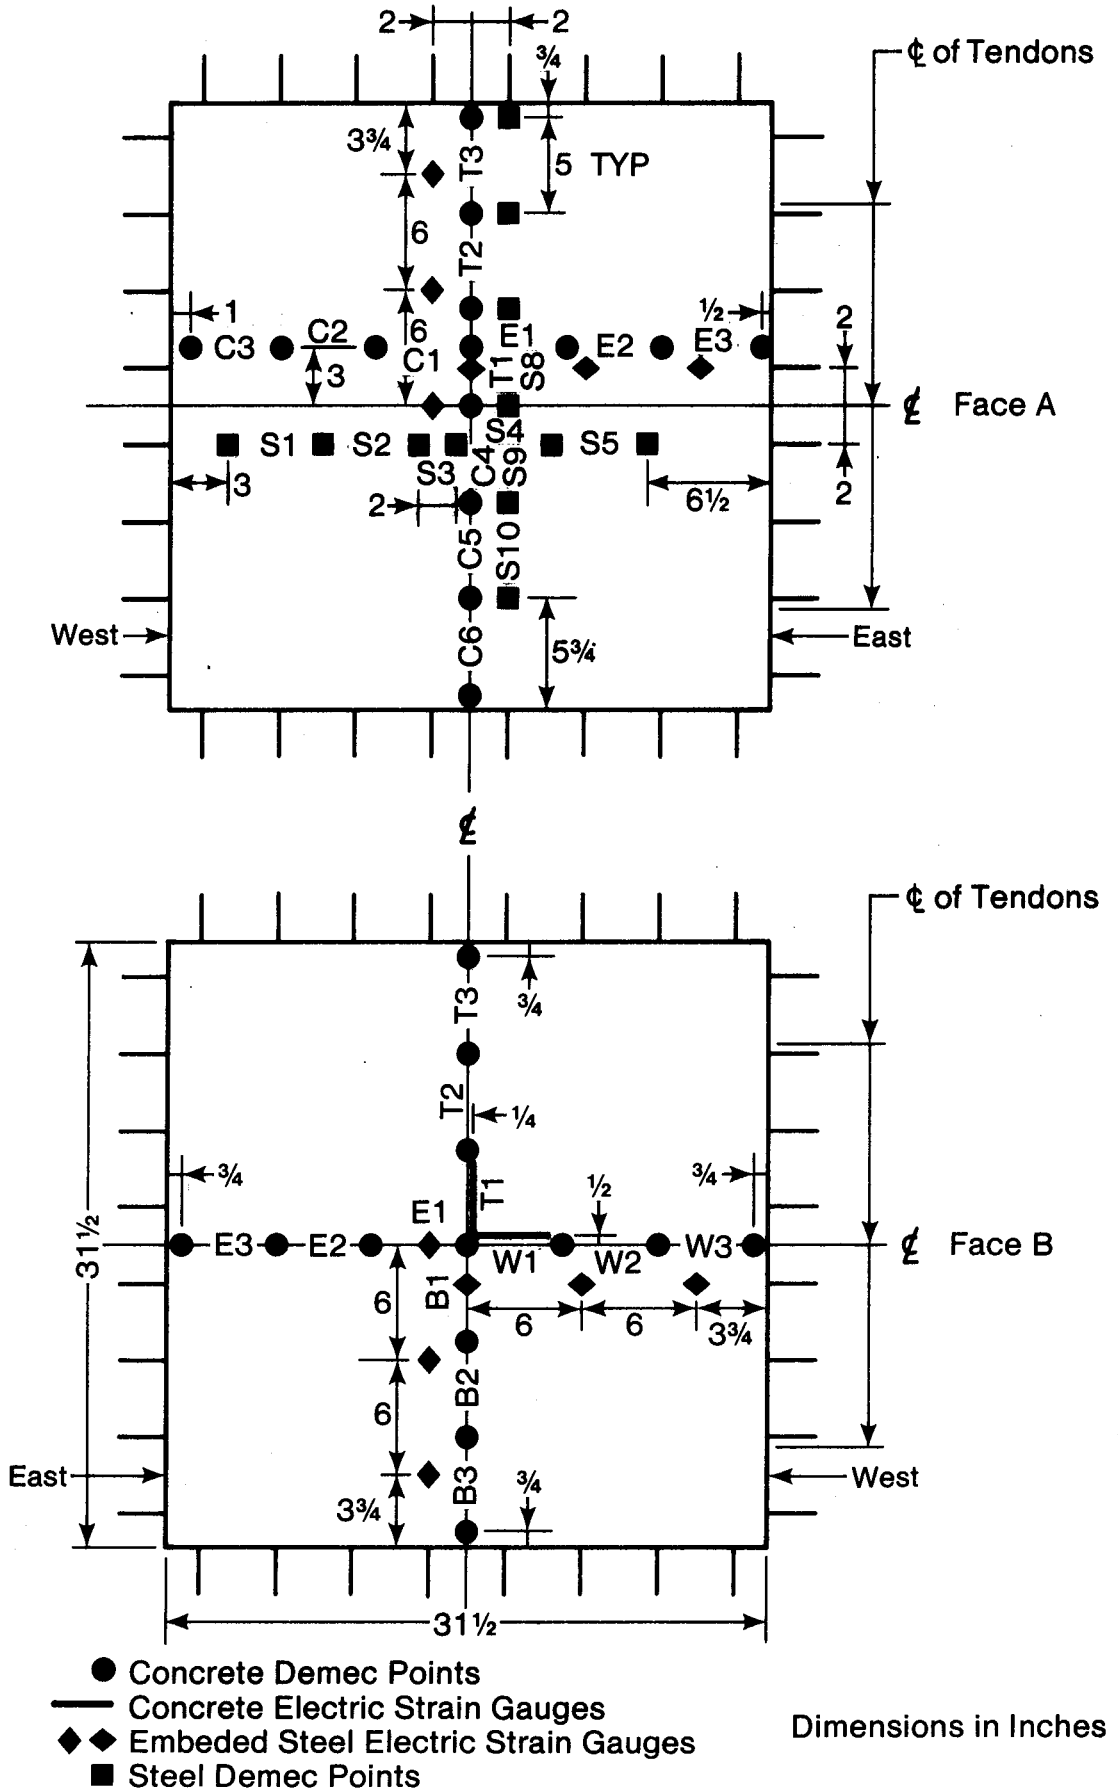 2 2
¾
℄ of Tendons
3¾
T3
5 TYP
6
T2
1
½
2
C3 C2 C1 E1 E2 E3
6
3
T1
S8
℄ Face A
S1 S2 S3 S4 S5
C4
S9
3
2
6½
2
C5
S10
West
East
C6
5¾
℄
℄ of Tendons
T3
¾
T2
¼
¾
¾
T1
½
E1
31½
E3 E2 W1 W2 W3
℄ Face B
B1
6
6 6 3¾
B2
6
East
West
B3
¾
3¾
31½
Concrete Demec Points
Concrete Electric Strain Gauges
Embeded Steel Electric Strain Gauges
Steel Demec Points
Dimensions in Inches